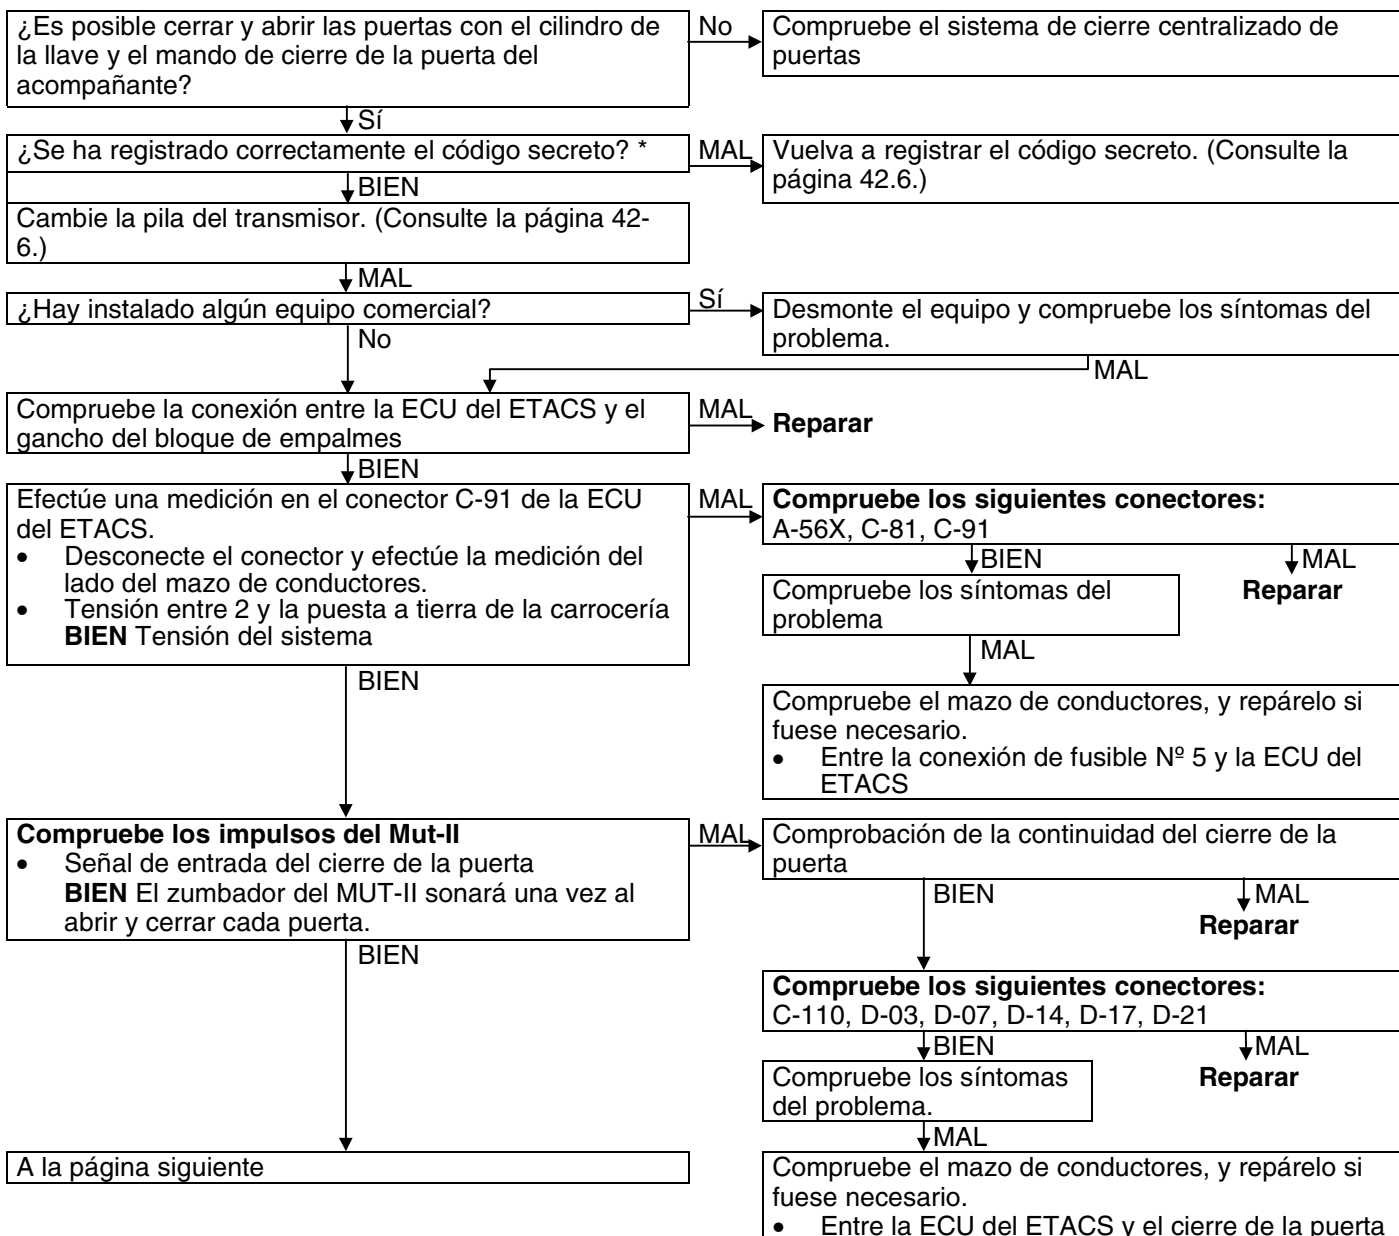 ¿Es posible cerrar y abrir las puertas con el cilindro de
la llave y el mando de cierre de la puerta del
acompañante?
No
Compruebe el sistema de cierre centralizado de
puertas
Sí
¿Se ha registrado correctamente el código secreto? *
MAL
Vuelva a registrar el código secreto. (Consulte la
página 42.6.)
BIEN
Cambie la pila del transmisor. (Consulte la página 42-
6.)
MAL
¿Hay instalado algún equipo comercial?
Sí
Desmonte el equipo y compruebe los síntomas del
problema.
No
MAL
Compruebe la conexión entre la ECU del ETACS y el
gancho del bloque de empalmes
MAL
Reparar
BIEN
Efectúe una medición en el conector C-91 de la ECU
del ETACS.
• Desconecte el conector y efectúe la medición del
lado del mazo de conductores.
• Tensión entre 2 y la puesta a tierra de la carrocería
BIEN Tensión del sistema
MAL
Compruebe los siguientes conectores:
A-56X, C-81, C-91
BIEN
MAL
Compruebe los síntomas del
problema
Reparar
MAL
BIEN
Compruebe el mazo de conductores, y repárelo si
fuese necesario.
• Entre la conexión de fusible Nº 5 y la ECU del
ETACS
Compruebe los impulsos del Mut-II
• Señal de entrada del cierre de la puerta
BIEN El zumbador del MUT-II sonará una vez al
abrir y cerrar cada puerta.
MAL
Comprobación de la continuidad del cierre de la
puerta
BIEN
MAL
Reparar
BIEN
Compruebe los siguientes conectores:
C-110, D-03, D-07, D-14, D-17, D-21
BIEN
MAL
Compruebe los síntomas
del problema.
Reparar
MAL
A la página siguiente
Compruebe el mazo de conductores, y repárelo si
fuese necesario.
• Entre la ECU del ETACS y el cierre de la puerta